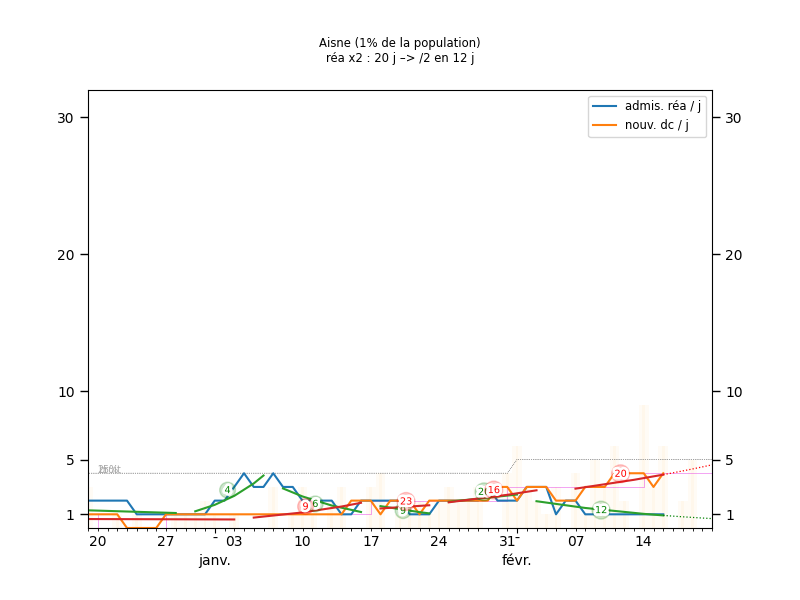 Aisne (1% de la population)
réa x2 : 20 j –> /2 en 12 j
admis. réa / j
nouv. dc / j
30 30
20 20
10 10
5 5
1 1
4
9
6
23
9
16
12
20
20 27 - 03 10 17 24 31 - 07 14
janv. févr.